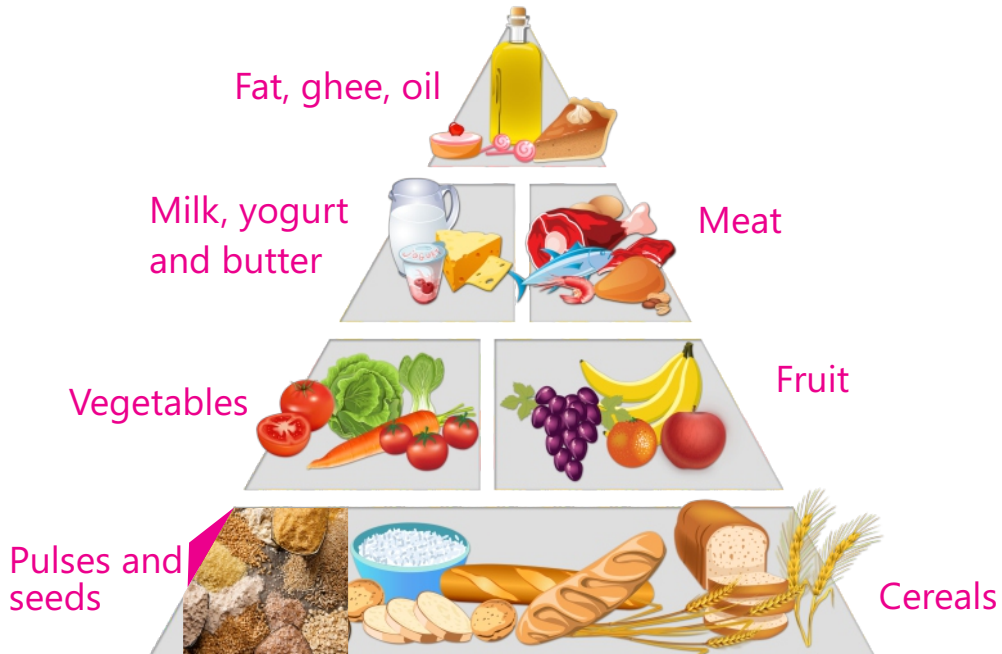 Fat, ghee, oil
Milk, yogurt
and butter
Meat
Vegetables
Fruit
Pulses and
seeds
Cereals